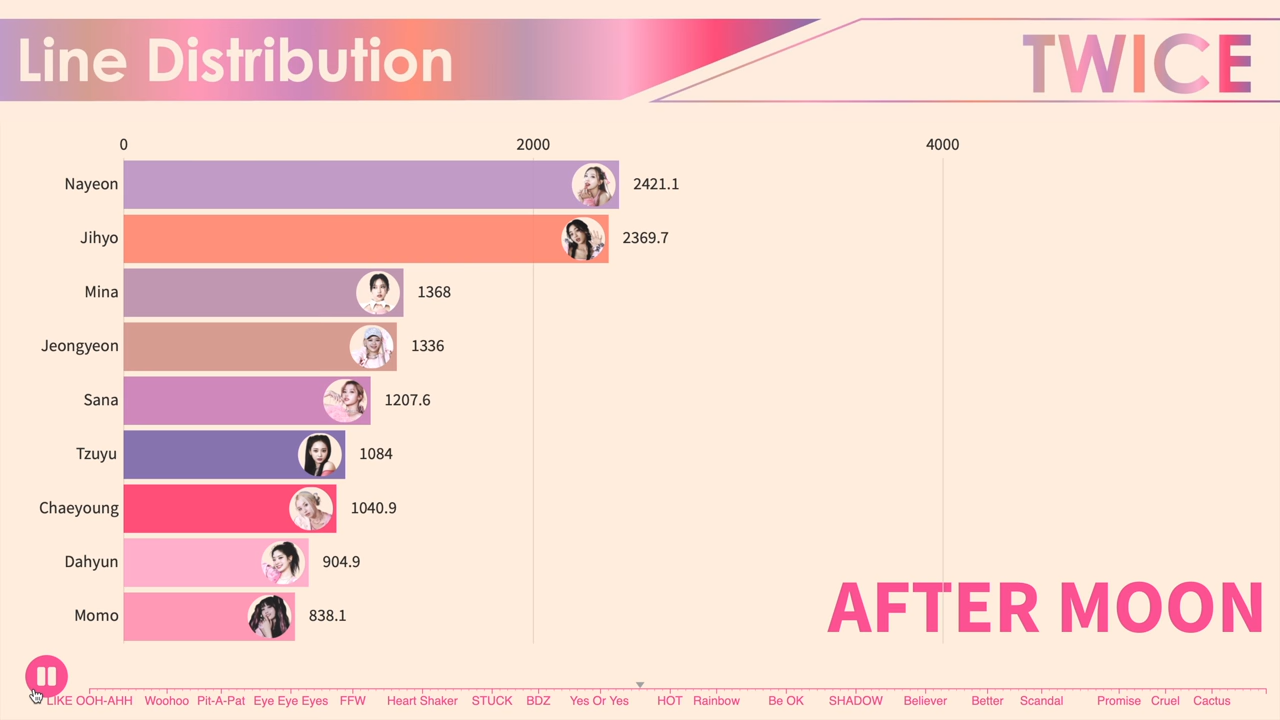 Line Distribution
TWICE
0 2000 4000
Nayeon 2421.1
Jihyo 2369.7
Mina 1368
Jeongyeon 1336
Sana 1207.6
Tzuyu 1084
Chaeyoung 1040.9
Dahyun 904.9
Momo 838.1
AFTER MOON
LIKE OOH-AHH Woohoo Pit-A-Pat Eye Eye Eyes FFW Heart Shaker STUCK BDZ Yes Or Yes HOT Rainbow Be OK SHADOW Believer Better Scandal Promise Cruel Cactus